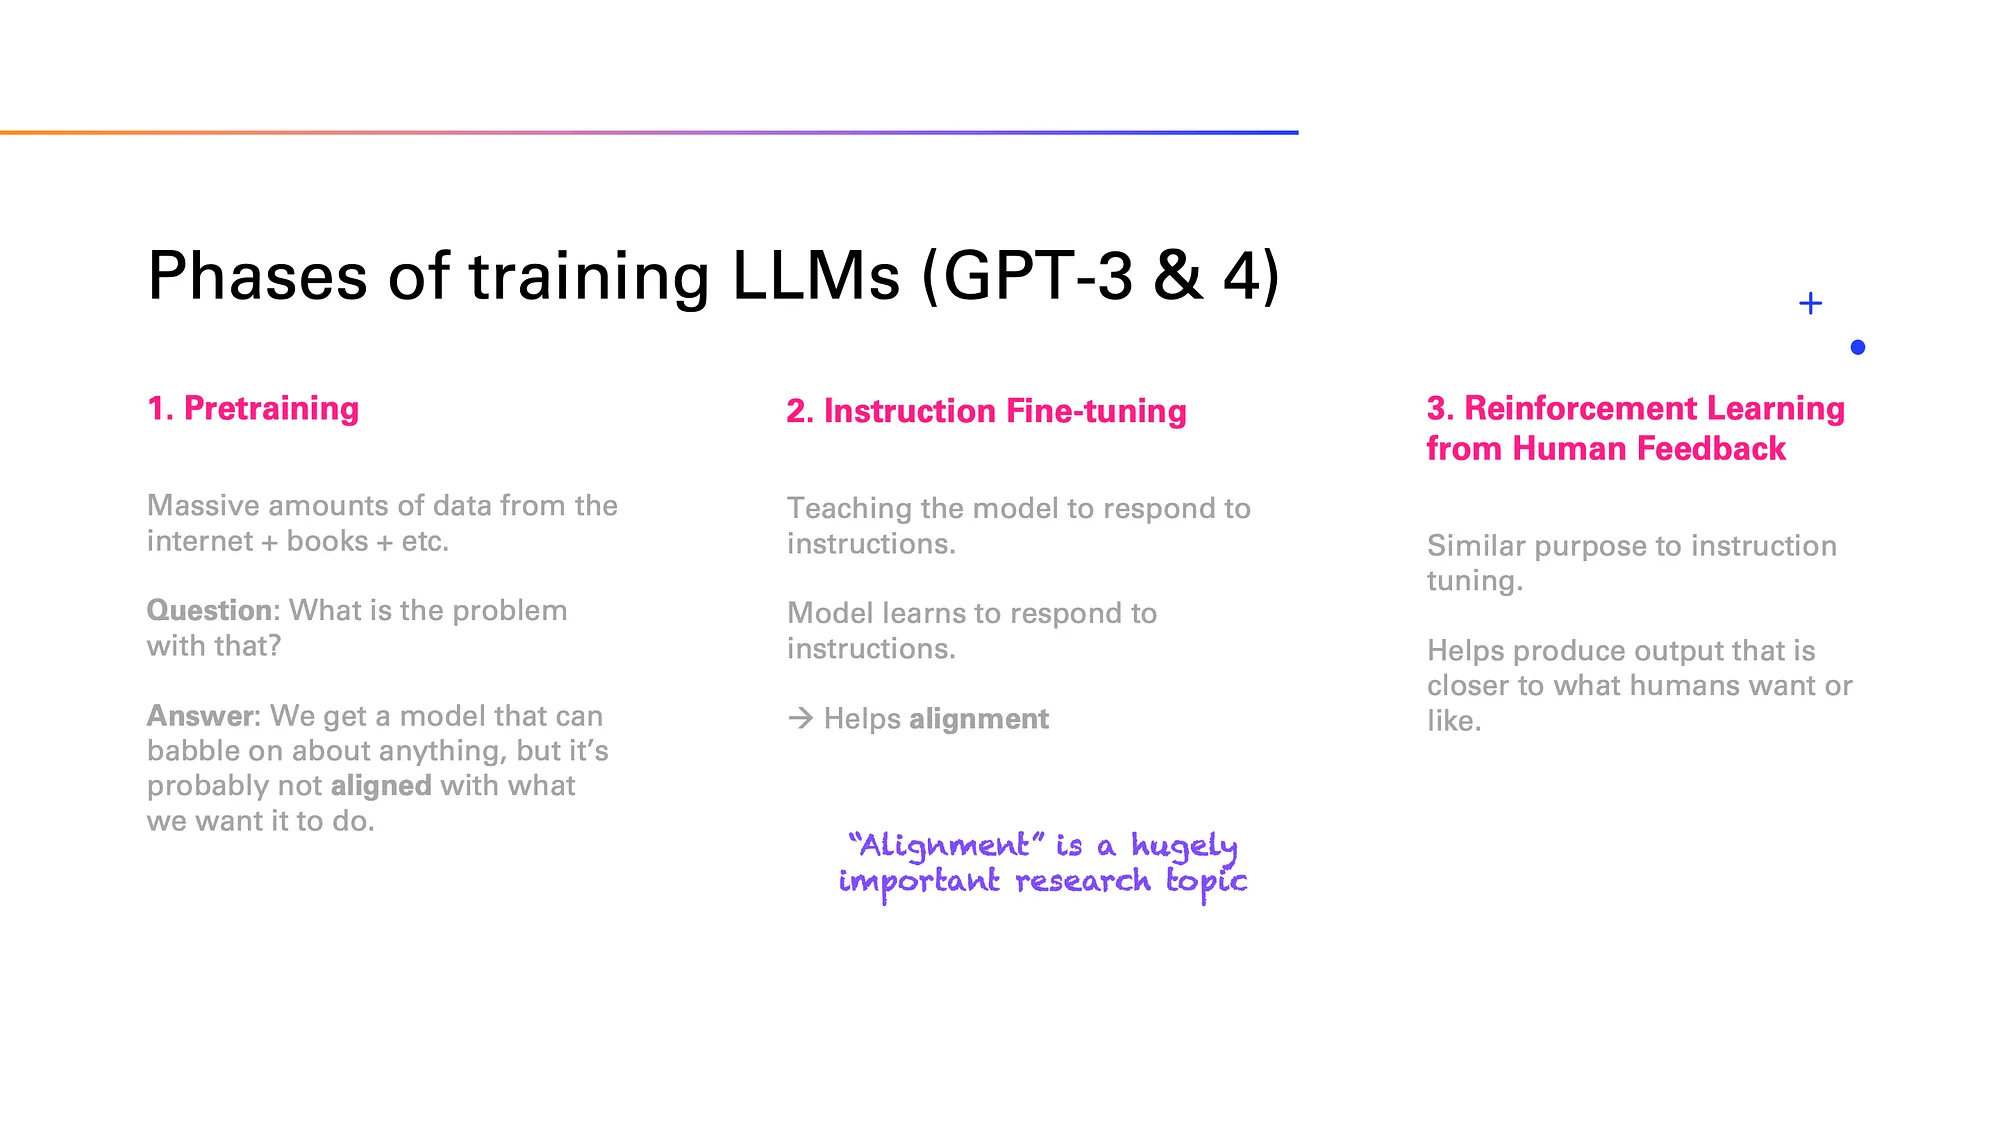 Phases of training LLMs (GPT-3 & 4)
1. Pretraining
Massive amounts of data from the
internet + books + etc.
Question: What is the problem
with that?
Answer: We get a model that can
babble on about anything, but it’s
probably not aligned with what
we want it to do.
2. Instruction Fine-tuning
Teaching the model to respond to
instructions.
Model learns to respond to
instructions.
→ Helps alignment
“Alignment” is a hugely
important research topic
3. Reinforcement Learning
from Human Feedback
Similar purpose to instruction
tuning.
Helps produce output that is
closer to what humans want or
like.